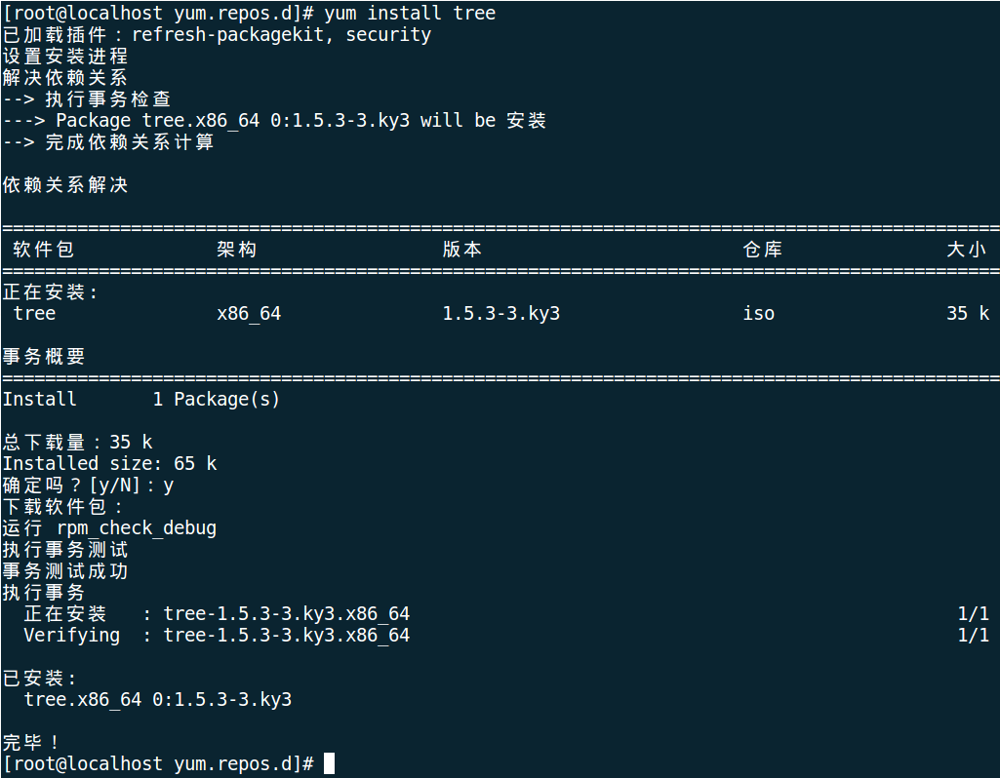 [root@localhost yum.repos.d]# yum install tree
已加载插件：refresh-packagekit, security
设置安装进程
解决依赖关系
--> 执行事务检查
---> Package tree.x86_64 0:1.5.3-3.ky3 will be 安装
--> 完成依赖关系计算
依赖关系解决
================================================================================
软件包 架构 版本 仓库 大小
================================================================================
正在安装:
tree x86_64 1.5.3-3.ky3 iso 35 k
事务概要
================================================================================
Install 1 Package(s)
总下载量：35 k
Installed size: 65 k
确定吗？[y/N]：y
下载软件包：
运行 rpm_check_debug
执行事务测试
事务测试成功
执行事务
正在安装 : tree-1.5.3-3.ky3.x86_64 1/1
Verifying : tree-1.5.3-3.ky3.x86_64 1/1
已安装:
tree.x86_64 0:1.5.3-3.ky3
完毕！
[root@localhost yum.repos.d]#